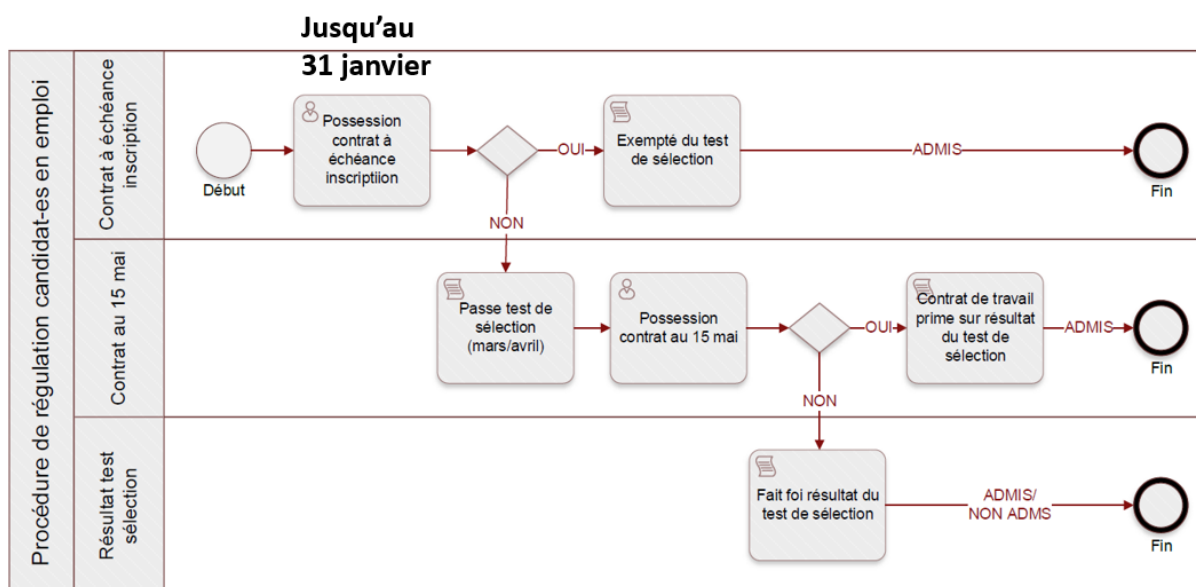 Jusqu’au
31 janvier
Procédure de régulation candidat-es en emploi
Contrat à échéance
inscription
Début
Possession
contrat à
échéance
inscriptiion
OUI
Exempté du test
de sélection
ADMIS
Fin
NON
Contrat au 15 mai
Passe test de
sélection
(mars/avril)
Possession
contrat au 15 mai
OUI
Contrat de travail
prime sur résultat
du test de
sélection
ADMIS
Fin
NON
Résultat test
sélection
Fait foi résultat du
test de sélection
ADMIS/
NON ADMS
Fin